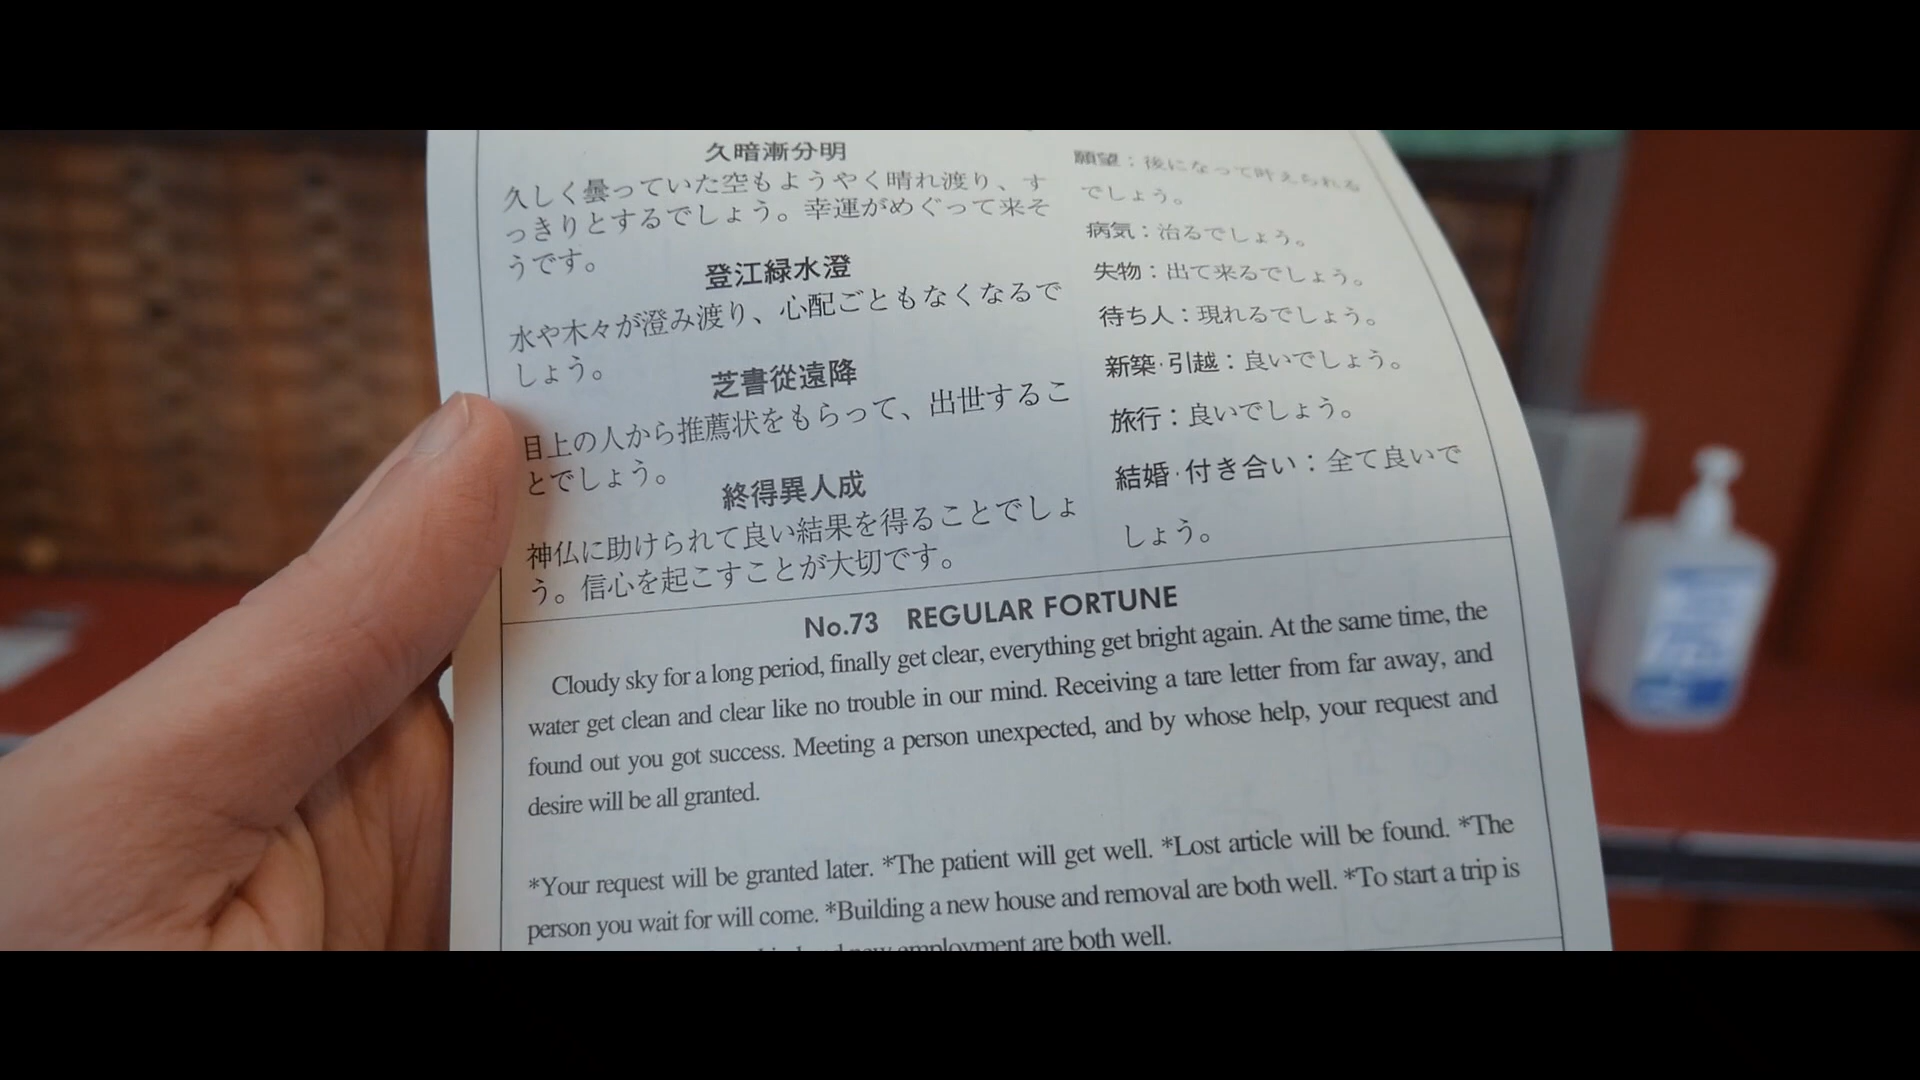 久暗漸分明
久しく曇っていた空もようやく晴れ渡り、す
っきりとするでしょう。幸運がめぐって来そ
うです。
登江緑水澄
水や木々が澄み渡り、心配ごともなくなるで
しょう。
芝書從遠降
目上の人から推薦状をもらって、出世するこ
とでしょう。
終得異人成
神仏に助けられて良い結果を得ることでしょ
う。信心を起こすことが大切です。
願望：後になって叶えられる
でしょう。
病気：治るでしょう。
失物：出て来るでしょう。
待ち人：現れるでしょう。
新築·引越：良いでしょう。
旅行：良いでしょう。
結婚·付き合い：全て良いで
しょう。
No.73 REGULAR FORTUNE
Cloudy sky for a long period, finally get clear, everything get bright again. At the same time, the
water get clean and clear like no trouble in our mind. Receiving a tare letter from far away, and
found out you got success. Meeting a person unexpected, and by whose help, your request and
desire will be all granted.
*Your request will be granted later. *The patient will get well. *Lost article will be found. *The
person you wait for will come. *Building a new house and removal are both well. *To start a trip is
employment are both well.